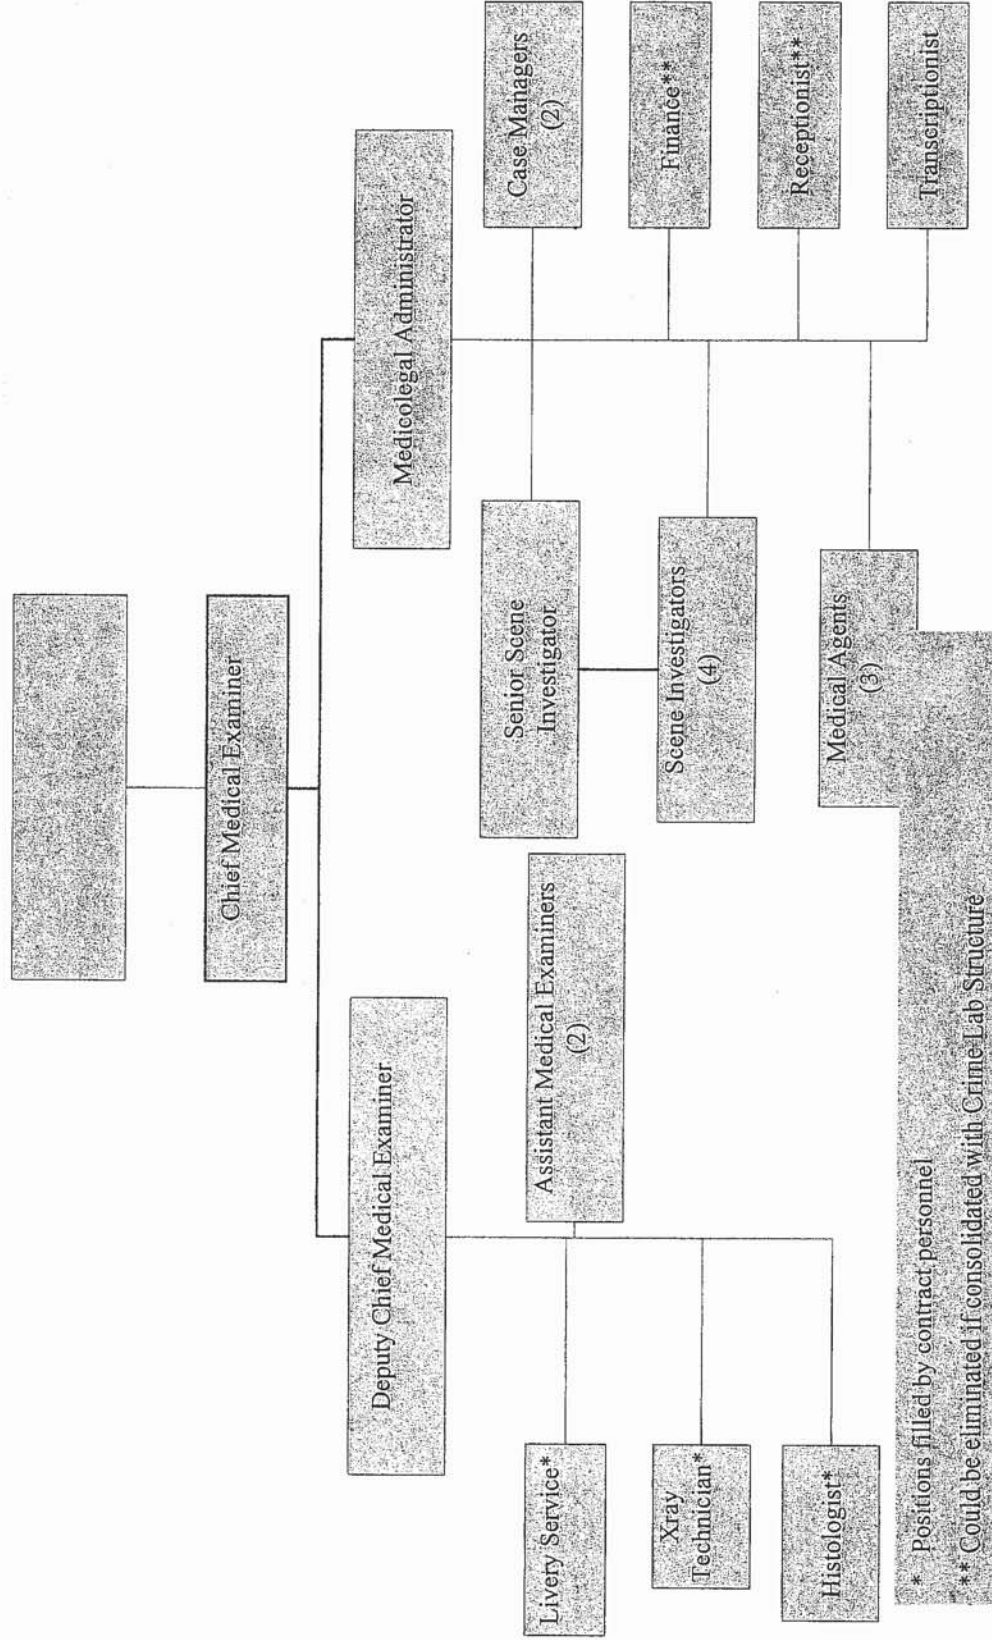 Chief Medical Examiner
Deputy Chief Medical Examiner
Medicolegal Administrator
Livery Service*
Xray
Technician*
Histologist*
Assistant Medical Examiners
(2)
Senior Scene
Investigator
Scene Investigators
(4)
Medical Agents
(3)
Case Managers
(2)
Finance**
Receptionist**
Transcriptionist
* Positions filled by contract personnel
** Could be eliminated if consolidated with Crime Lab Structure